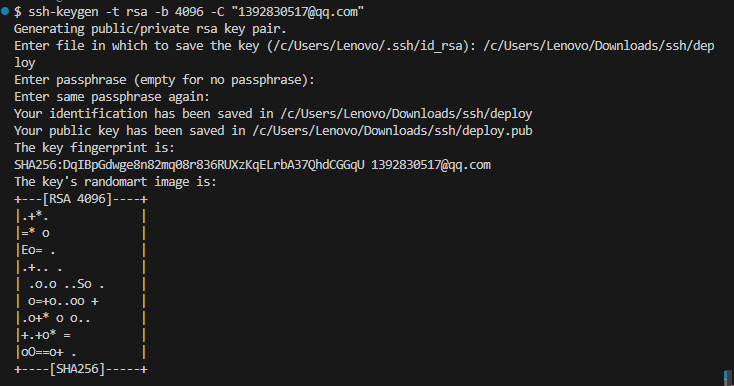 $ ssh-keygen -t rsa -b 4096 -C "1392830517@qq.com"
Generating public/private rsa key pair.
Enter file in which to save the key (/c/Users/Lenovo/.ssh/id_rsa): /c/Users/Lenovo/Downloads/ssh/dep
loy
Enter passphrase (empty for no passphrase):
Enter same passphrase again:
Your identification has been saved in /c/Users/Lenovo/Downloads/ssh/deploy
Your public key has been saved in /c/Users/Lenovo/Downloads/ssh/deploy.pub
The key fingerprint is:
SHA256:DqIBpGdwge8n82mq08r836RUXzKqELrbA37QhdCGGqU 1392830517@qq.com
The key's randomart image is:
+---[RSA 4096]----+
|.+*.             |
|=* o             |
|Eo= .            |
|.+.. .           |
| .o.o ..So .     |
| o=+o..oo +      |
|.o+* o o..       |
|+.+o* =          |
|oO==o+ .         |
+----[SHA256]-----+